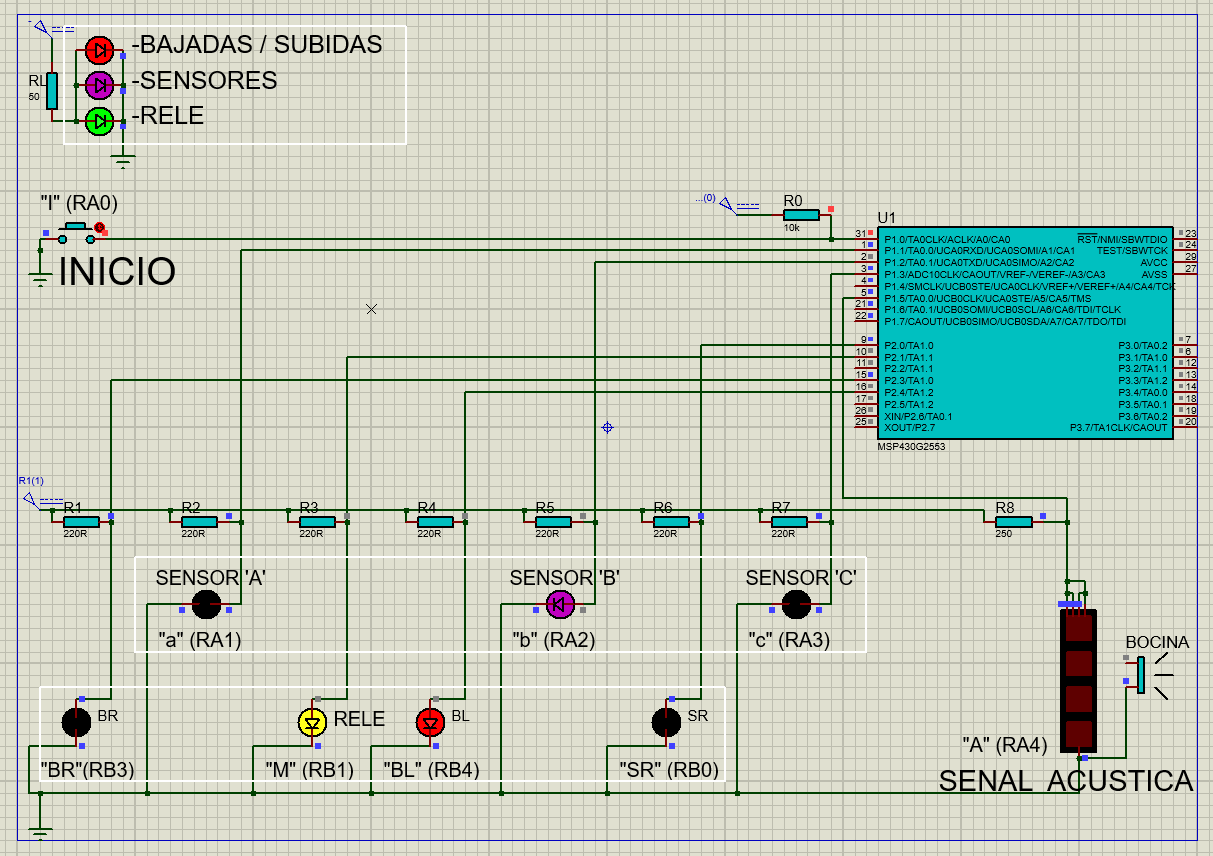 -BAJADAS / SUBIDAS
RL
50
-SENSORES
-RELE
"I" (RA0)
INICIO
...(0)
R0
10k
U1
31 P1.0/TA0CLK/ACLK/A0/CA0
1 P1.1/TA0.0/UCA0RXD/UCA0SOMI/A1/CA1
2 P1.2/TA0.1/UCA0TXD/UCA0SIMO/A2/CA2
3 P1.3/ADC10CLK/CAOUT/VREF-/VEREF-/A3/CA3
4 P1.4/SMCLK/UCB0STE/UCA0CLK/VREF+/VEREF+/A4/CA4/TCK
5 P1.5/TA0.0/UCB0CLK/UCA0STE/A5/CA5/TMS
21 P1.6/TA0.1/UCB0SOMI/UCB0SCL/A6/CA6/TDI/TCLK
22 P1.7/CAOUT/UCB0SIMO/UCB0SDA/A7/CA7/TDO/TDI
RST/NMI/SBWTDIO 23
TEST/SBWTCK 24
AVCC 29
AVSS 27
9 P2.0/TA1.0
10 P2.1/TA1.1
11 P2.2/TA1.1
15 P2.3/TA1.0
16 P2.4/TA1.2
17 P2.5/TA1.2
26 XIN/P2.6/TA0.1
25 XOUT/P2.7
P3.0/TA0.2 7
P3.1/TA1.0 6
P3.2/TA1.1 12
P3.3/TA1.2 13
P3.4/TA0.0 14
P3.5/TA0.1 18
P3.6/TA0.2 19
P3.7/TA1CLK/CAOUT 20
MSP430G2553
R1(1)
R1
220R
R2
220R
R3
220R
R4
220R
R5
220R
R6
220R
R7
220R
R8
250
SENSOR 'A'
"a" (RA1)
SENSOR 'B'
"b" (RA2)
SENSOR 'C'
"c" (RA3)
BOCINA
BR
"BR"(RB3)
RELE
"M" (RB1)
BL
"BL" (RB4)
SR
"SR" (RB0)
"A" (RA4)
SENAL ACUSTICA